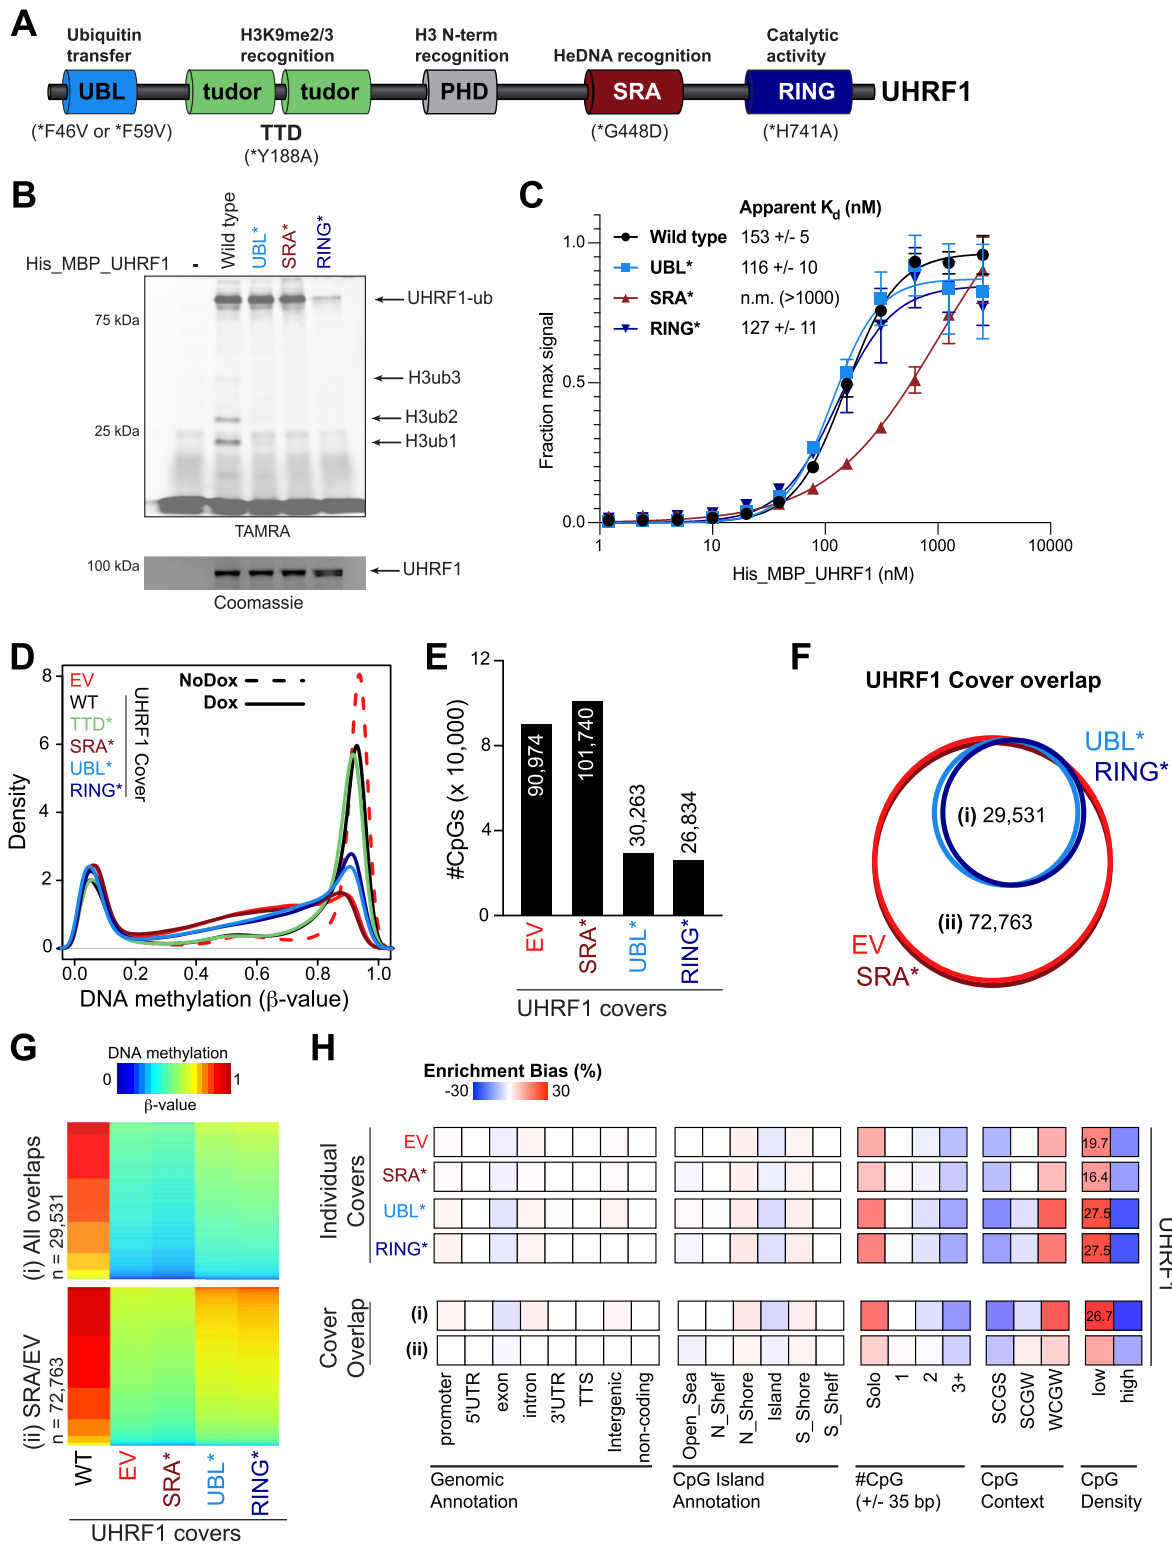 A
Ubiquitin
transfer
H3K9me2/3
recognition
H3 N-term
recognition
HeDNA recognition
Catalytic
activity
UBL
tudor
tudor
PHD
SRA
RING
UHRF1
(*F46V or *F59V)
TTD
(*Y188A)
(*G448D)
(*H741A)
B
His_MBP_UHRF1
-
Wild type
UBL*
SRA*
RING*
75 kDa
25 kDa
UHRF1-ub
H3ub3
H3ub2
H3ub1
TAMRA
100 kDa
UHRF1
Coomassie
C
Apparent Kd (nM)
Wild type 153 +/- 5
UBL* 116 +/- 10
SRA* n.m. (>1000)
RING* 127 +/- 11
Fraction max signal
1.0
0.5
0.0
1 10 100 1000 10000
His_MBP_UHRF1 (nM)
D
EV
WT
TTD*
SRA*
UBL*
RING*
UHRF1 Cover
NoDox
Dox
Density
8
6
4
2
0
0.0 0.2 0.4 0.6 0.8 1.0
DNA methylation (β-value)
E
#CpGs (x 10,000)
12
8
4
0
90,974
101,740
30,263
26,834
EV
SRA*
UBL*
RING*
UHRF1 covers
F
UHRF1 Cover overlap
UBL*
RING*
(i) 29,531
(ii) 72,763
EV
SRA*
G
DNA methylation
0 1
β-value
(i) All overlaps
n = 29,531
(ii) SRA/EV
n = 72,763
WT
EV
SRA*
UBL*
RING*
UHRF1 covers
H
Enrichment Bias (%)
-30 30
Individual
Covers
EV
SRA*
UBL*
RING*
19.7
16.4
27.5
27.5
Cover
Overlap
(i)
(ii)
26.7
UHRF1
promoter
5'UTR
exon
intron
3'UTR
TTS
Intergenic
non-coding
Open_Sea
N_Shelf
N_Shore
Island
S_Shore
S_Shelf
Solo
1
2
3+
SCGS
SCGW
WCGW
low
high
Genomic
Annotation
CpG Island
Annotation
#CpG
(+/- 35 bp)
CpG
Context
CpG
Density